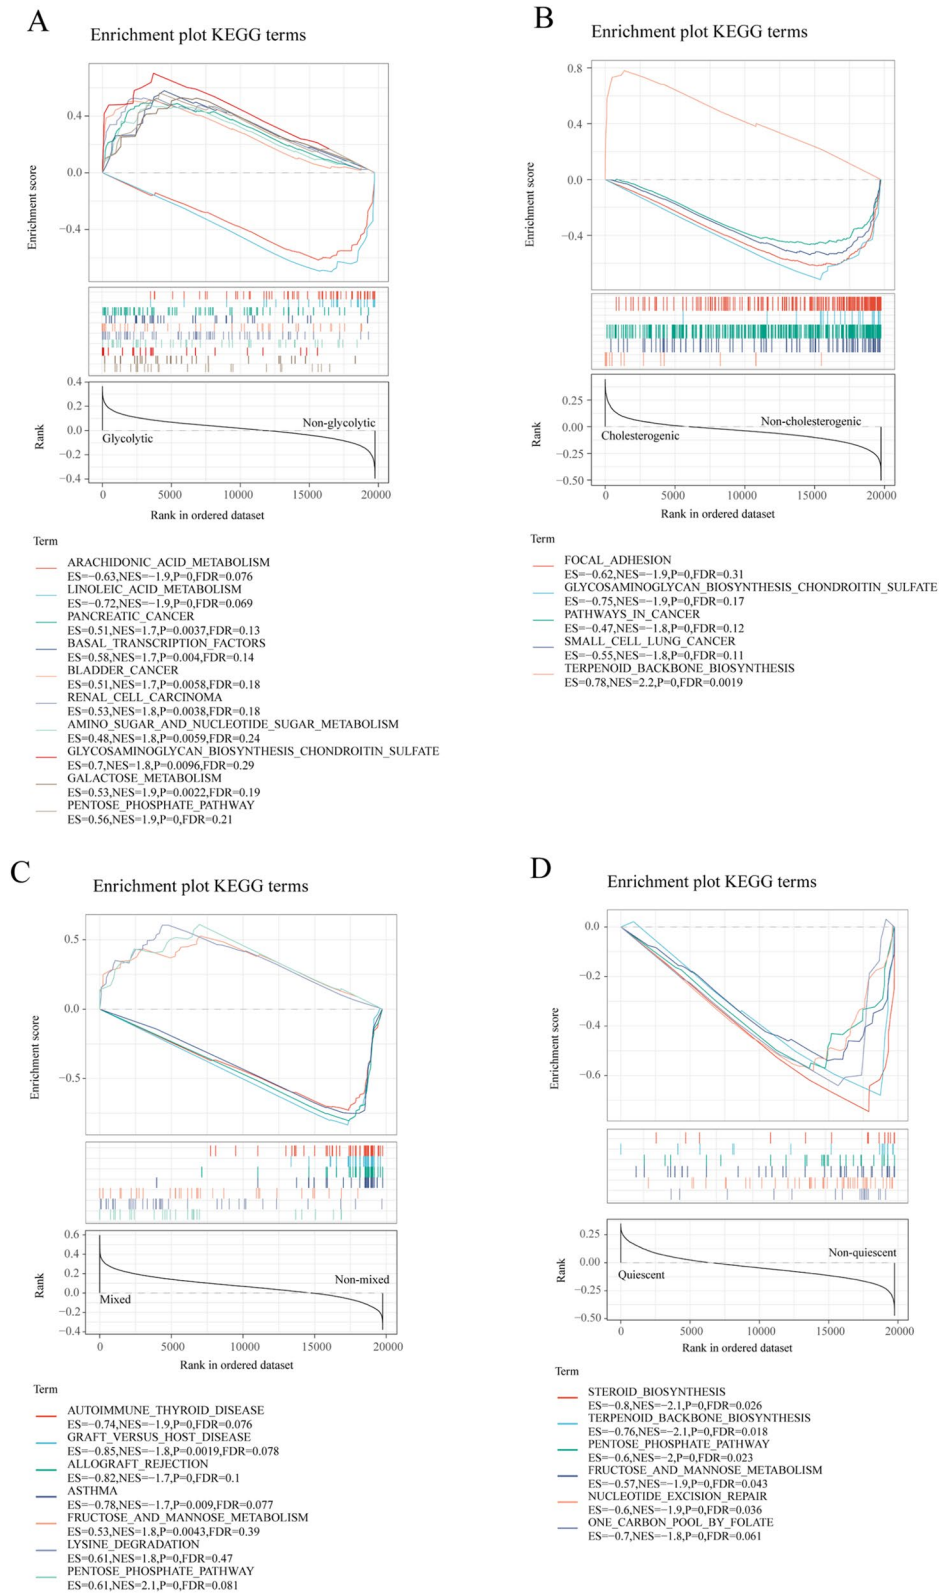 A
Enrichment plot KEGG terms
0.4
0.0
−0.4
Enrichment score
0.4
0.2
0.0
−0.2
−0.4
Rank
Glycolytic
Non-glycolytic
0
5000
10000
15000
20000
Rank in ordered dataset
Term
ARACHIDONIC_ACID_METABOLISM
ES=−0.63,NES=−1.9,P=0,FDR=0.076
LINOLEIC_ACID_METABOLISM
ES=−0.72,NES=−1.9,P=0,FDR=0.069
PANCREATIC_CANCER
ES=0.51,NES=1.7,P=0.0037,FDR=0.13
BASAL_TRANSCRIPTION_FACTORS
ES=0.58,NES=1.7,P=0.004,FDR=0.14
BLADDER_CANCER
ES=0.51,NES=1.7,P=0.0058,FDR=0.18
RENAL_CELL_CARCINOMA
ES=0.53,NES=1.8,P=0.0038,FDR=0.18
AMINO_SUGAR_AND_NUCLEOTIDE_SUGAR_METABOLISM
ES=0.48,NES=1.8,P=0.0059,FDR=0.24
GLYCOSAMINOGLYCAN_BIOSYNTHESIS_CHONDROITIN_SULFATE
ES=0.7,NES=1.8,P=0.0096,FDR=0.29
GALACTOSE_METABOLISM
ES=0.53,NES=1.9,P=0.0022,FDR=0.19
PENTOSE_PHOSPHATE_PATHWAY
ES=0.56,NES=1.9,P=0,FDR=0.21
B
Enrichment plot KEGG terms
0.8
0.4
0.0
−0.4
Enrichment score
0.25
0.00
−0.25
−0.50
Rank
Cholesterogenic
Non-cholesterogenic
0
5000
10000
15000
20000
Rank in ordered dataset
Term
FOCAL_ADHESION
ES=−0.62,NES=−1.9,P=0,FDR=0.31
GLYCOSAMINOGLYCAN_BIOSYNTHESIS_CHONDROITIN_SULFATE
ES=−0.75,NES=−1.9,P=0,FDR=0.17
PATHWAYS_IN_CANCER
ES=−0.47,NES=−1.8,P=0,FDR=0.12
SMALL_CELL_LUNG_CANCER
ES=−0.55,NES=−1.8,P=0,FDR=0.11
TERPENOID_BACKBONE_BIOSYNTHESIS
ES=0.78,NES=2.2,P=0,FDR=0.0019
C
Enrichment plot KEGG terms
0.5
0.0
−0.5
Enrichment score
0.6
0.4
0.2
0.0
−0.2
−0.4
Rank
Mixed
Non-mixed
0
5000
10000
15000
20000
Rank in ordered dataset
Term
AUTOIMMUNE_THYROID_DISEASE
ES=−0.74,NES=−1.9,P=0,FDR=0.076
GRAFT_VERSUS_HOST_DISEASE
ES=−0.85,NES=−1.8,P=0.0019,FDR=0.078
ALLOGRAFT_REJECTION
ES=−0.82,NES=−1.7,P=0,FDR=0.1
ASTHMA
ES=−0.78,NES=−1.7,P=0.009,FDR=0.077
FRUCTOSE_AND_MANNOSE_METABOLISM
ES=0.53,NES=1.8,P=0.0043,FDR=0.39
LYSINE_DEGRADATION
ES=0.61,NES=1.8,P=0,FDR=0.47
PENTOSE_PHOSPHATE_PATHWAY
ES=0.61,NES=2.1,P=0,FDR=0.081
D
Enrichment plot KEGG terms
0.0
−0.2
−0.4
−0.6
Enrichment score
0.25
0.00
−0.25
−0.50
Rank
Quiescent
Non-quiescent
0
5000
10000
15000
20000
Rank in ordered dataset
Term
STEROID_BIOSYNTHESIS
ES=−0.8,NES=−2.1,P=0,FDR=0.026
TERPENOID_BACKBONE_BIOSYNTHESIS
ES=−0.76,NES=−2.1,P=0,FDR=0.018
PENTOSE_PHOSPHATE_PATHWAY
ES=−0.6,NES=−2,P=0,FDR=0.023
FRUCTOSE_AND_MANNOSE_METABOLISM
ES=−0.57,NES=−1.9,P=0,FDR=0.043
NUCLEOTIDE_EXCISION_REPAIR
ES=−0.6,NES=−1.9,P=0,FDR=0.036
ONE_CARBON_POOL_BY_FOLATE
ES=−0.7,NES=−1.8,P=0,FDR=0.061